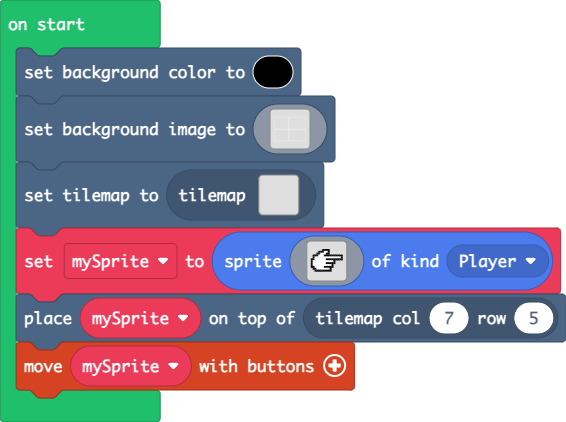 on start
set background color to
set background image to
set tilemap to tilemap
set mySprite to sprite of kind Player
place mySprite on top of tilemap col 7 row 5
move mySprite with buttons